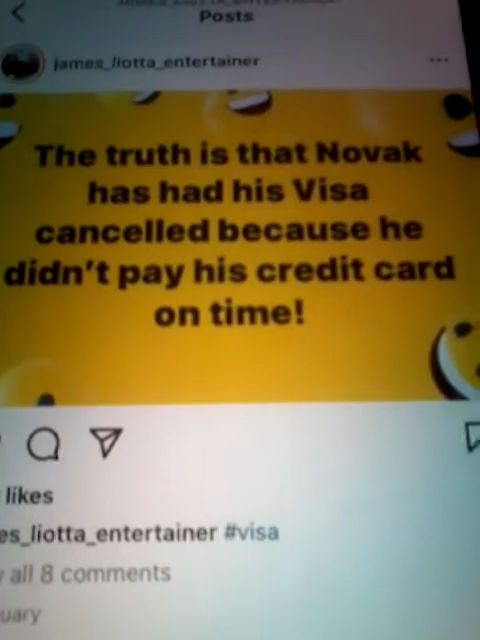 Posts
james_liotta_entertainer
The truth is that Novak
has had his Visa
cancelled because he
didn't pay his credit card
on time!
likes
es_liotta_entertainer #visa
all 8 comments
uary